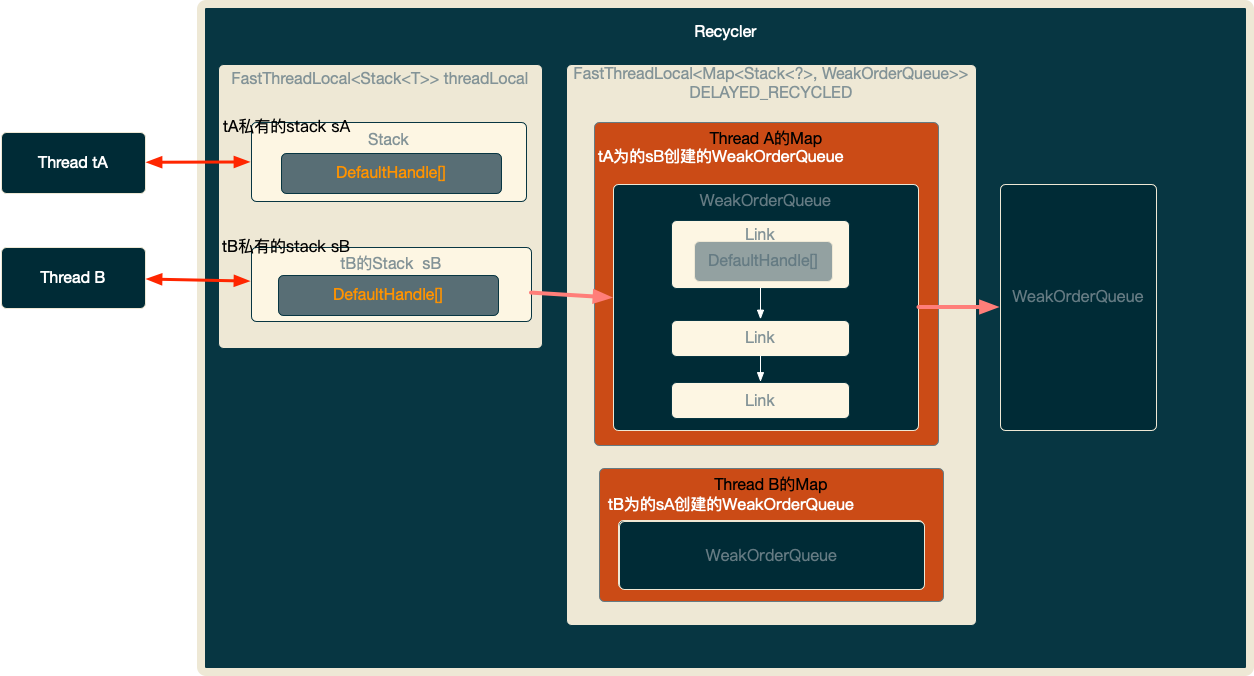 Recycler
FastThreadLocal<Stack<T>> threadLocal
tA私有的stack sA
Stack
DefaultHandle[]
Thread tA
tB私有的stack sB
tB的Stack sB
DefaultHandle[]
Thread B
FastThreadLocal<Map<Stack<?>, WeakOrderQueue>>
DELAYED_RECYCLED
Thread A的Map
tA为的sB创建的WeakOrderQueue
WeakOrderQueue
Link
DefaultHandle[]
Link
Link
WeakOrderQueue
Thread B的Map
tB为的sA创建的WeakOrderQueue
WeakOrderQueue